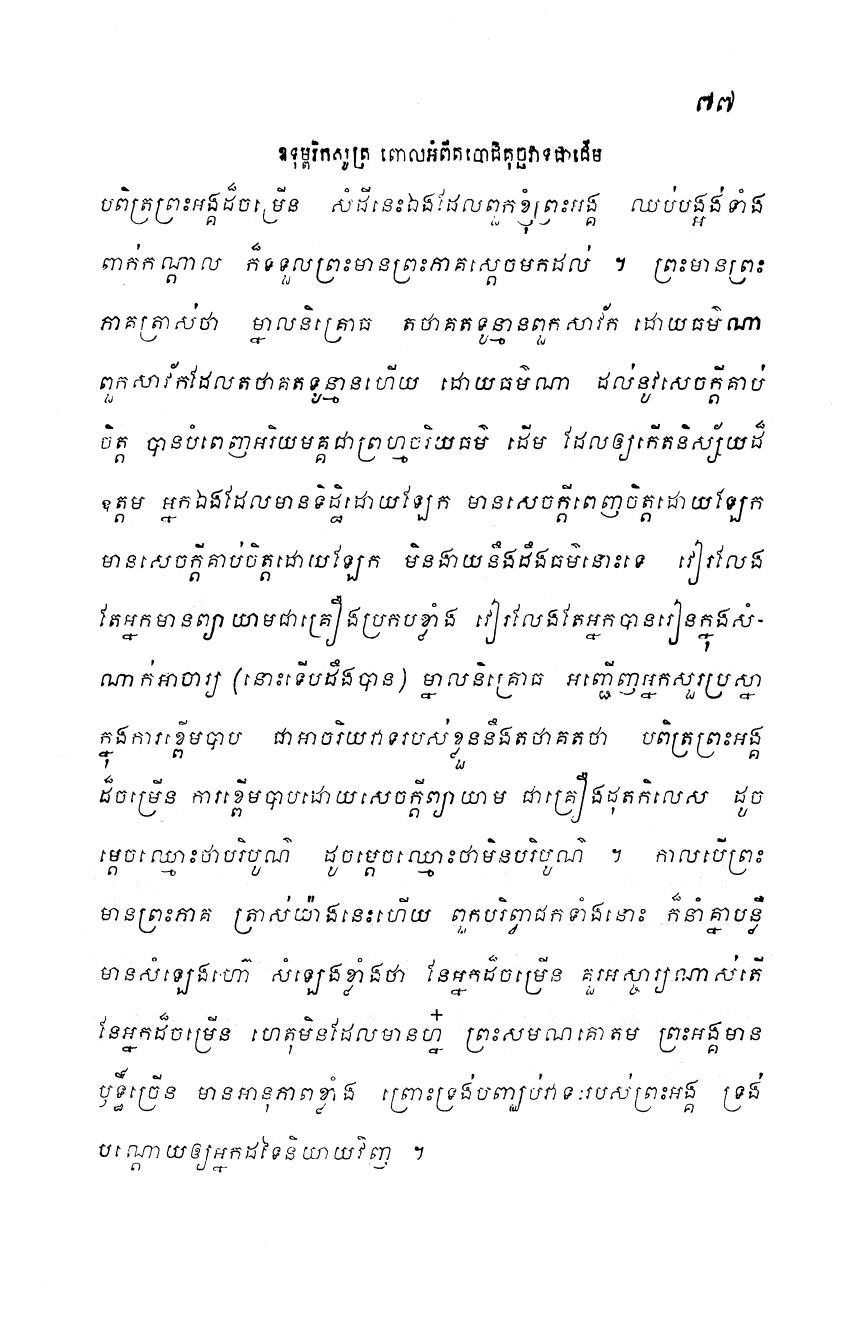 ៧៧
ឧទុម្ពរិកសូត្រ ពោលអំពីតបោជិគុច្ឆវាទជាដើម
បពិត្រព្រះអង្គដ៏ចម្រើន សំដីនេះឯងដែលពួកខ្ញុំព្រះអង្គ ឈប់បង្អង់ទាំង
ពាក់កណ្តាល ក៏ទទួលព្រះមានព្រះភាគស្តេចមកដល់ ។ ព្រះមានព្រះ
ភាគត្រាស់ថា ម្នាលនិគ្រោធ តថាគតទូន្មានពួកសាវ័ក ដោយធម៌ណា
ពួកសាវ័កដែលតថាគតទូន្មានហើយ ដោយធម៌ណា ដល់នូវសេចក្តីគាប់
ចិត្ត បានបំពេញអរិយមគ្គជាព្រហ្មចរិយធម៌ ដើម ដែលឲ្យកើតនិស្ស័យដ៏
ឧត្តម អ្នកឯងដែលមានទិដ្ឋិដោយឡែក មានសេចក្តីពេញចិត្តដោយឡែក
មានសេចក្តីគាប់ចិត្តដោយឡែក មិនងាយនឹងដឹងធម៌នោះទេ វៀរលែង
តែអ្នកមានព្យាយាមជាគ្រឿងប្រកបខ្លាំង វៀរលែងតែអ្នកបានរៀនក្នុងសំ-
ណាក់អាចារ្យ (នោះទើបដឹងបាន) ម្នាលនិគ្រោធ អញ្ជើញអ្នកសួរប្រស្នា
ក្នុងការខ្ពើមបាប ជាអាចរិយវាទរបស់ខ្លួននឹងតថាគតថា បពិត្រព្រះអង្គ
ដ៏ចម្រើន ការខ្ពើមបាបដោយសេចក្តីព្យាយាម ជាគ្រឿងដុតកិលេស ដូច
ម្តេចឈ្មោះថាបរិបូណ៌ ដូចម្តេចឈ្មោះថាមិនបរិបូណ៌ ។ កាលបើព្រះ
មានព្រះភាគ ត្រាស់យ៉ាងនេះហើយ ពួកបរិព្វាជកទាំងនោះ ក៏នាំគ្នាបន្លឺ
មានសំឡេងហ៊ោ សំឡេងខ្លាំងថា នែអ្នកដ៏ចម្រើន គួរអស្ចារ្យណាស់តើ
នែអ្នកដ៏ចម្រើន ហេតុមិនដែលមានហ្ន៎ ព្រះសមណគោតម ព្រះអង្គមាន
ឫទ្ធិ៍ច្រើន មានអានុភាពខ្លាំង ព្រោះទ្រង់បញ្ឈប់វាទៈរបស់ព្រះអង្គ ទ្រង់
បណ្តោយឲ្យអ្នកដទៃនិយាយវិញ ។